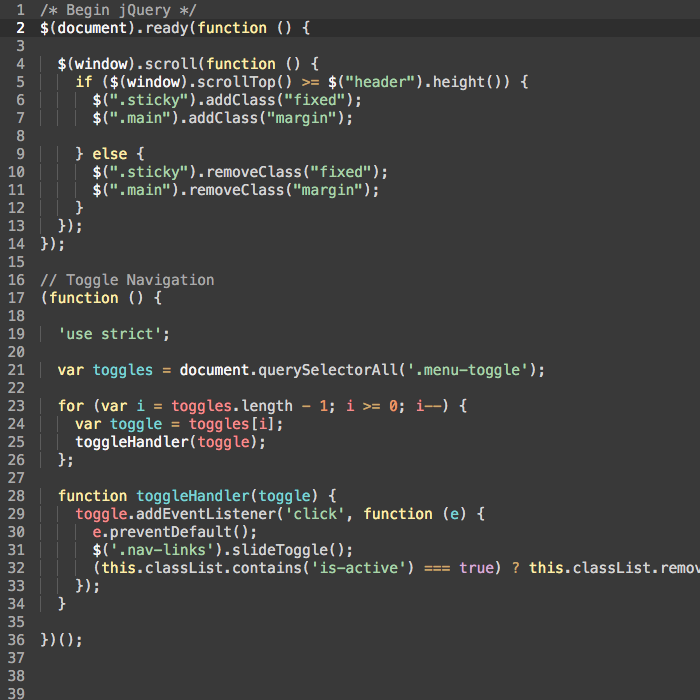 1 /* Begin jQuery */
2 $(document).ready(function () {
3
4 $(window).scroll(function () {
5 if ($(window).scrollTop() >= $("header").height()) {
6 $(".sticky").addClass("fixed");
7 $(".main").addClass("margin");
8
9 } else {
10 $(".sticky").removeClass("fixed");
11 $(".main").removeClass("margin");
12 }
13 });
14 });
15
16 // Toggle Navigation
17 (function () {
18
19 'use strict';
20
21 var toggles = document.querySelectorAll('.menu-toggle');
22
23 for (var i = toggles.length - 1; i >= 0; i--) {
24 var toggle = toggles[i];
25 toggleHandler(toggle);
26 };
27
28 function toggleHandler(toggle) {
29 toggle.addEventListener('click', function (e) {
30 e.preventDefault();
31 $('.nav-links').slideToggle();
32 (this.classList.contains('is-active') === true) ? this.classList.remov
33 });
34 }
35
36 })();
37
38
39